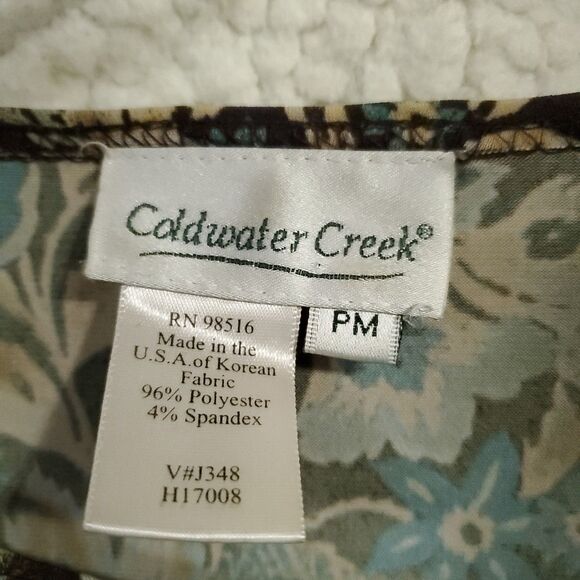 Coldwater Creek®
PM
RN 98516
Made in the
U.S.A.of Korean
Fabric
96% Polyester
4% Spandex
V#J348
H17008